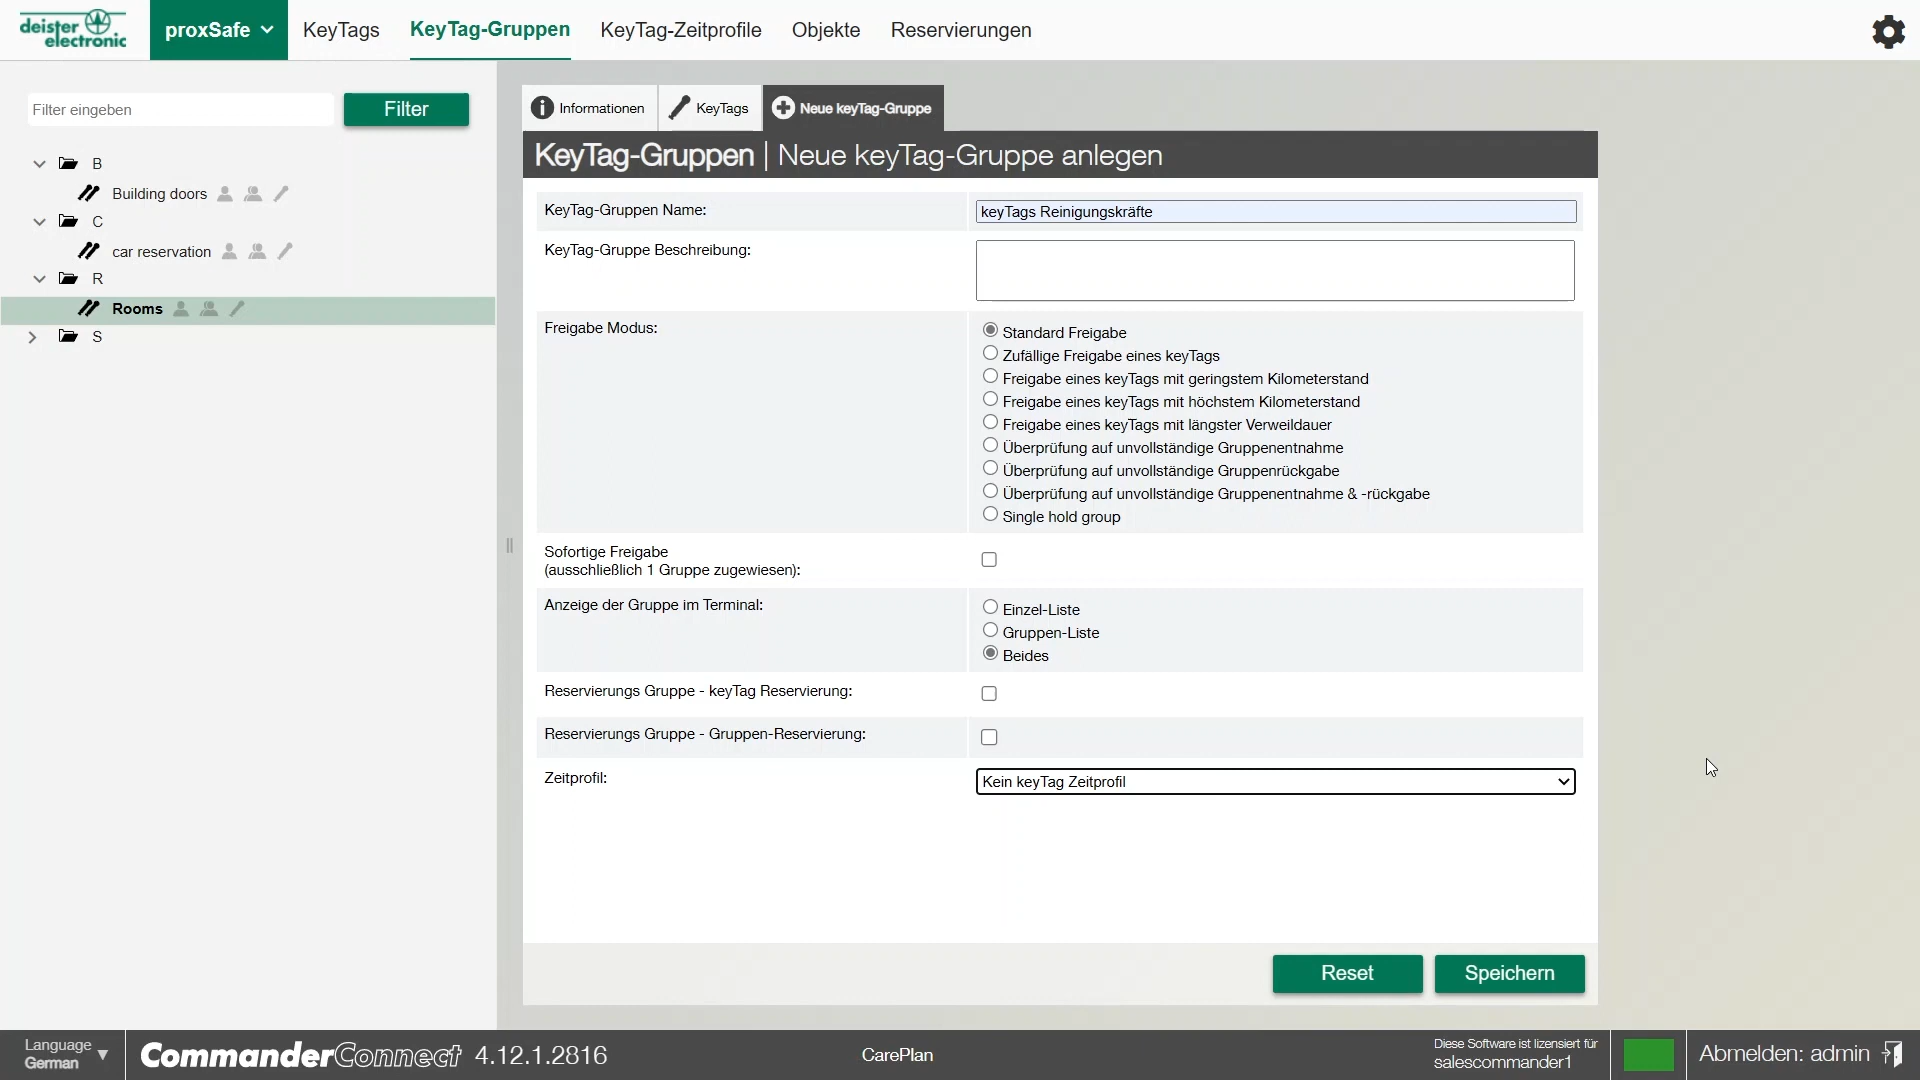 deister
electronic
proxSafe
KeyTags
KeyTag-Gruppen
KeyTag-Zeitprofile
Objekte
Reservierungen
Filter eingeben
Filter
B
Building doors
C
car reservation
R
Rooms
S
Informationen
KeyTags
Neue keyTag-Gruppe
KeyTag-Gruppen | Neue keyTag-Gruppe anlegen
KeyTag-Gruppen Name:
keyTags Reinigungskräfte
KeyTag-Gruppe Beschreibung:
Freigabe Modus:
Standard Freigabe
Zufällige Freigabe eines keyTags
Freigabe eines keyTags mit geringstem Kilometerstand
Freigabe eines keyTags mit höchstem Kilometerstand
Freigabe eines keyTags mit längster Verweildauer
Überprüfung auf unvollständige Gruppenentnahme
Überprüfung auf unvollständige Gruppenrückgabe
Überprüfung auf unvollständige Gruppenentnahme & -rückgabe
Single hold group
Sofortige Freigabe
(ausschließlich 1 Gruppe zugewiesen):
Anzeige der Gruppe im Terminal:
Einzel-Liste
Gruppen-Liste
Beides
Reservierungs Gruppe - keyTag Reservierung:
Reservierungs Gruppe - Gruppen-Reservierung:
Zeitprofil:
Kein keyTag Zeitprofil
Reset
Speichern
Language
German
CommanderConnect 4.12.1.2816
CarePlan
Diese Software ist lizensiert für
salescommander1
Abmelden: admin